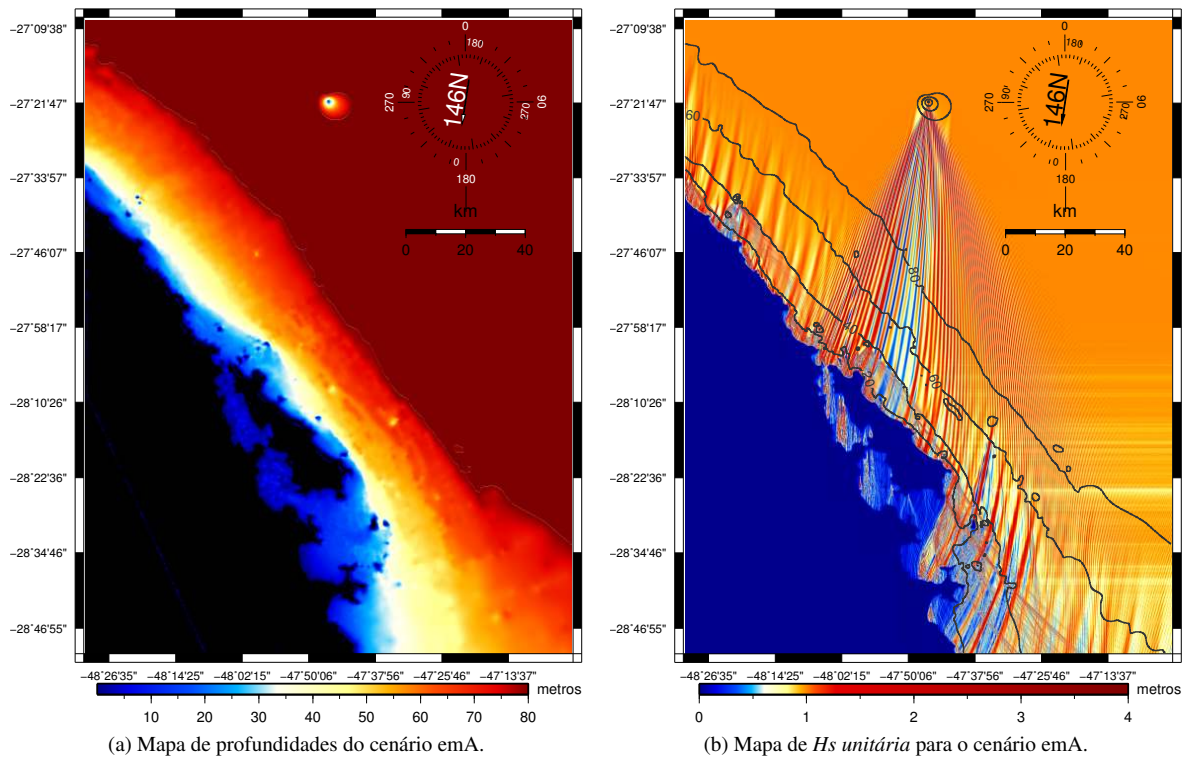 0
180
−27˚09'38"
−27˚21'47"
270
90
146N
270
90
0
180
−27˚33'57"
km
0 20 40
−27˚46'07"
−27˚58'17"
−28˚10'26"
−28˚22'36"
−28˚34'46"
−28˚46'55"
−48˚26'35" −48˚14'25" −48˚02'15" −47˚50'06" −47˚37'56" −47˚25'46" −47˚13'37"
metros
10 20 30 40 50 60 70 80
(a) Mapa de profundidades do cenário emA.
0
180
−27˚09'38"
−27˚21'47"
60
270
90
146N
270
90
0
180
−27˚33'57"
km
0 20 40
−27˚46'07"
80
−27˚58'17"
40
20
60
−28˚10'26"
−28˚22'36"
−28˚34'46"
−28˚46'55"
−48˚26'35" −48˚14'25" −48˚02'15" −47˚50'06" −47˚37'56" −47˚25'46" −47˚13'37"
metros
0 1 2 3 4
(b) Mapa de Hs unitária para o cenário emA.